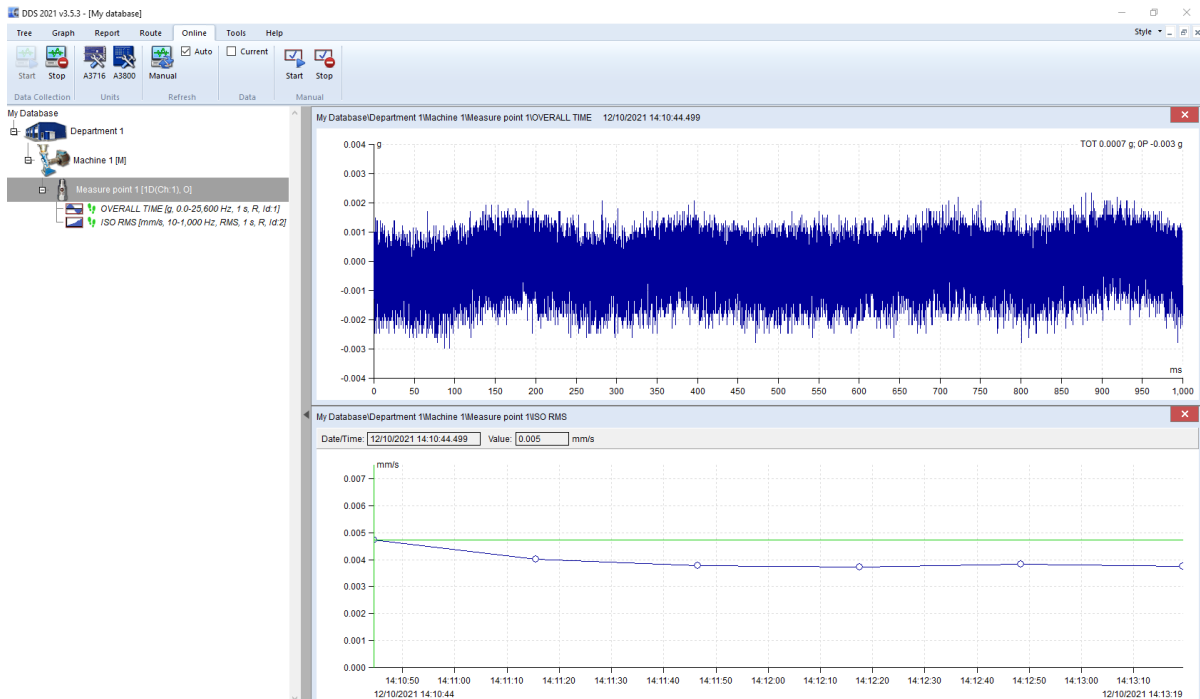 DDS 2021 v3.5.3 - [My database]
Tree Graph Report Route Online Tools Help Style
Start Stop A3716 A3800 Manual Auto Current Start Stop
Data Collection Units Refresh Data Manual
My Database
Department 1
Machine 1 [M]
Measure point 1 [1D(Ch:1), O]
OVERALL TIME [g, 0.0-25,600 Hz, 1 s, R, Id:1]
ISO RMS [mm/s, 10-1,000 Hz, RMS, 1 s, R, Id:2]
My Database\Department 1\Machine 1\Measure point 1\OVERALL TIME 12/10/2021 14:10:44.499
g
TOT 0.0007 g; 0P -0.003 g
0.004
0.003
0.002
0.001
0.000
-0.001
-0.002
-0.003
-0.004
ms
0 50 100 150 200 250 300 350 400 450 500 550 600 650 700 750 800 850 900 950 1,000
My Database\Department 1\Machine 1\Measure point 1\ISO RMS
Date/Time: 12/10/2021 14:10:44.499 Value: 0.005 mm/s
mm/s
0.007
0.006
0.005
0.004
0.003
0.002
0.001
0.000
14:10:50 14:11:00 14:11:10 14:11:20 14:11:30 14:11:40 14:11:50 14:12:00 14:12:10 14:12:20 14:12:30 14:12:40 14:12:50 14:13:00 14:13:10
12/10/2021 14:10:44 12/10/2021 14:13:19